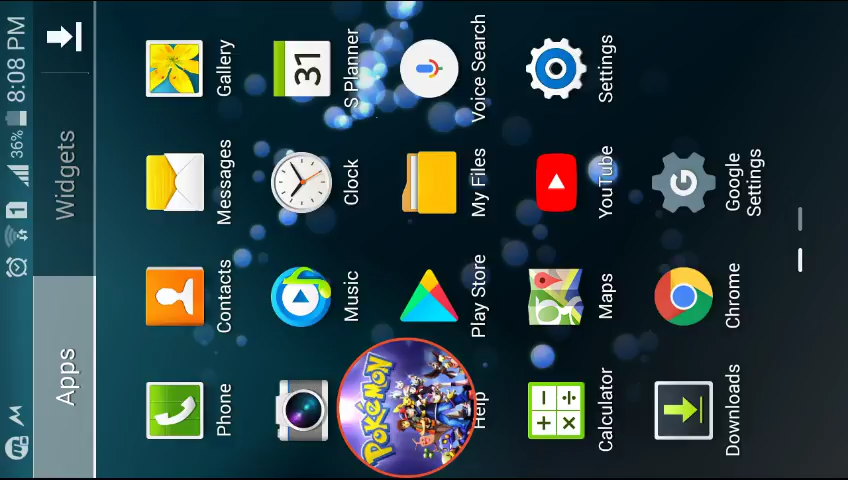 36% 8:08 PM
Apps Widgets
Phone Contacts Messages Gallery
Music Clock S Planner
31
POKéMON
Help Play Store My Files Voice Search
Calculator Maps YouTube Settings
Downloads Chrome Google
Settings